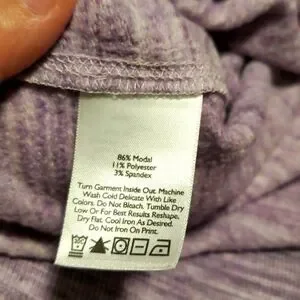 86% Modal
11% Polyester
3% Spandex
Turn Garment Inside Out. Machine
Wash Cold Delicate With Like
Colors. Do Not Bleach. Tumble Dry
Low Or For Best Results Reshape,
Dry Flat. Cool Iron As Desired.
Do Not Iron On Print.